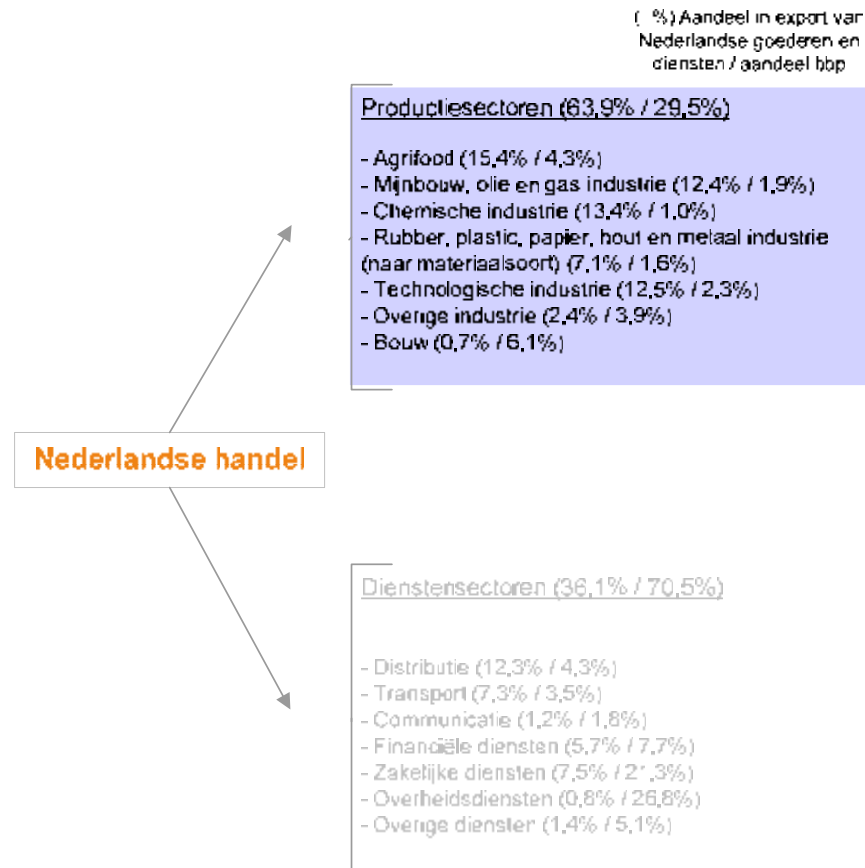 (  %) Aandeel in export van
Nederlandse goederen en
diensten / aandeel bbp
Productiesectoren (63,9% / 29,5%)
- Agrifood (15,4% / 4,3%)
- Mijnbouw, olie en gas industrie (12,4% / 1,9%)
- Chemische industrie (13,4% / 1,0%)
- Rubber, plastic, papier, hout en metaal industrie
(naar materiaalsoort) (7,1% / 1,6%)
- Technologische industrie (12,5% / 2,3%)
- Overige industrie (2,4% / 3,9%)
- Bouw (0,7% / 6,1%)
Nederlandse handel
Dienstensectoren (36,1% / 70,5%)
- Distributie (12,3% / 4,3%)
- Transport (7,3% / 3,5%)
- Communicatie (1,2% / 1,8%)
- Financiële diensten (5,7% / 7,7%)
- Zakelijke diensten (7,5% / 21,3%)
- Overheidsdiensten (0,8% / 26,8%)
- Overige diensten (1,4% / 5,1%)